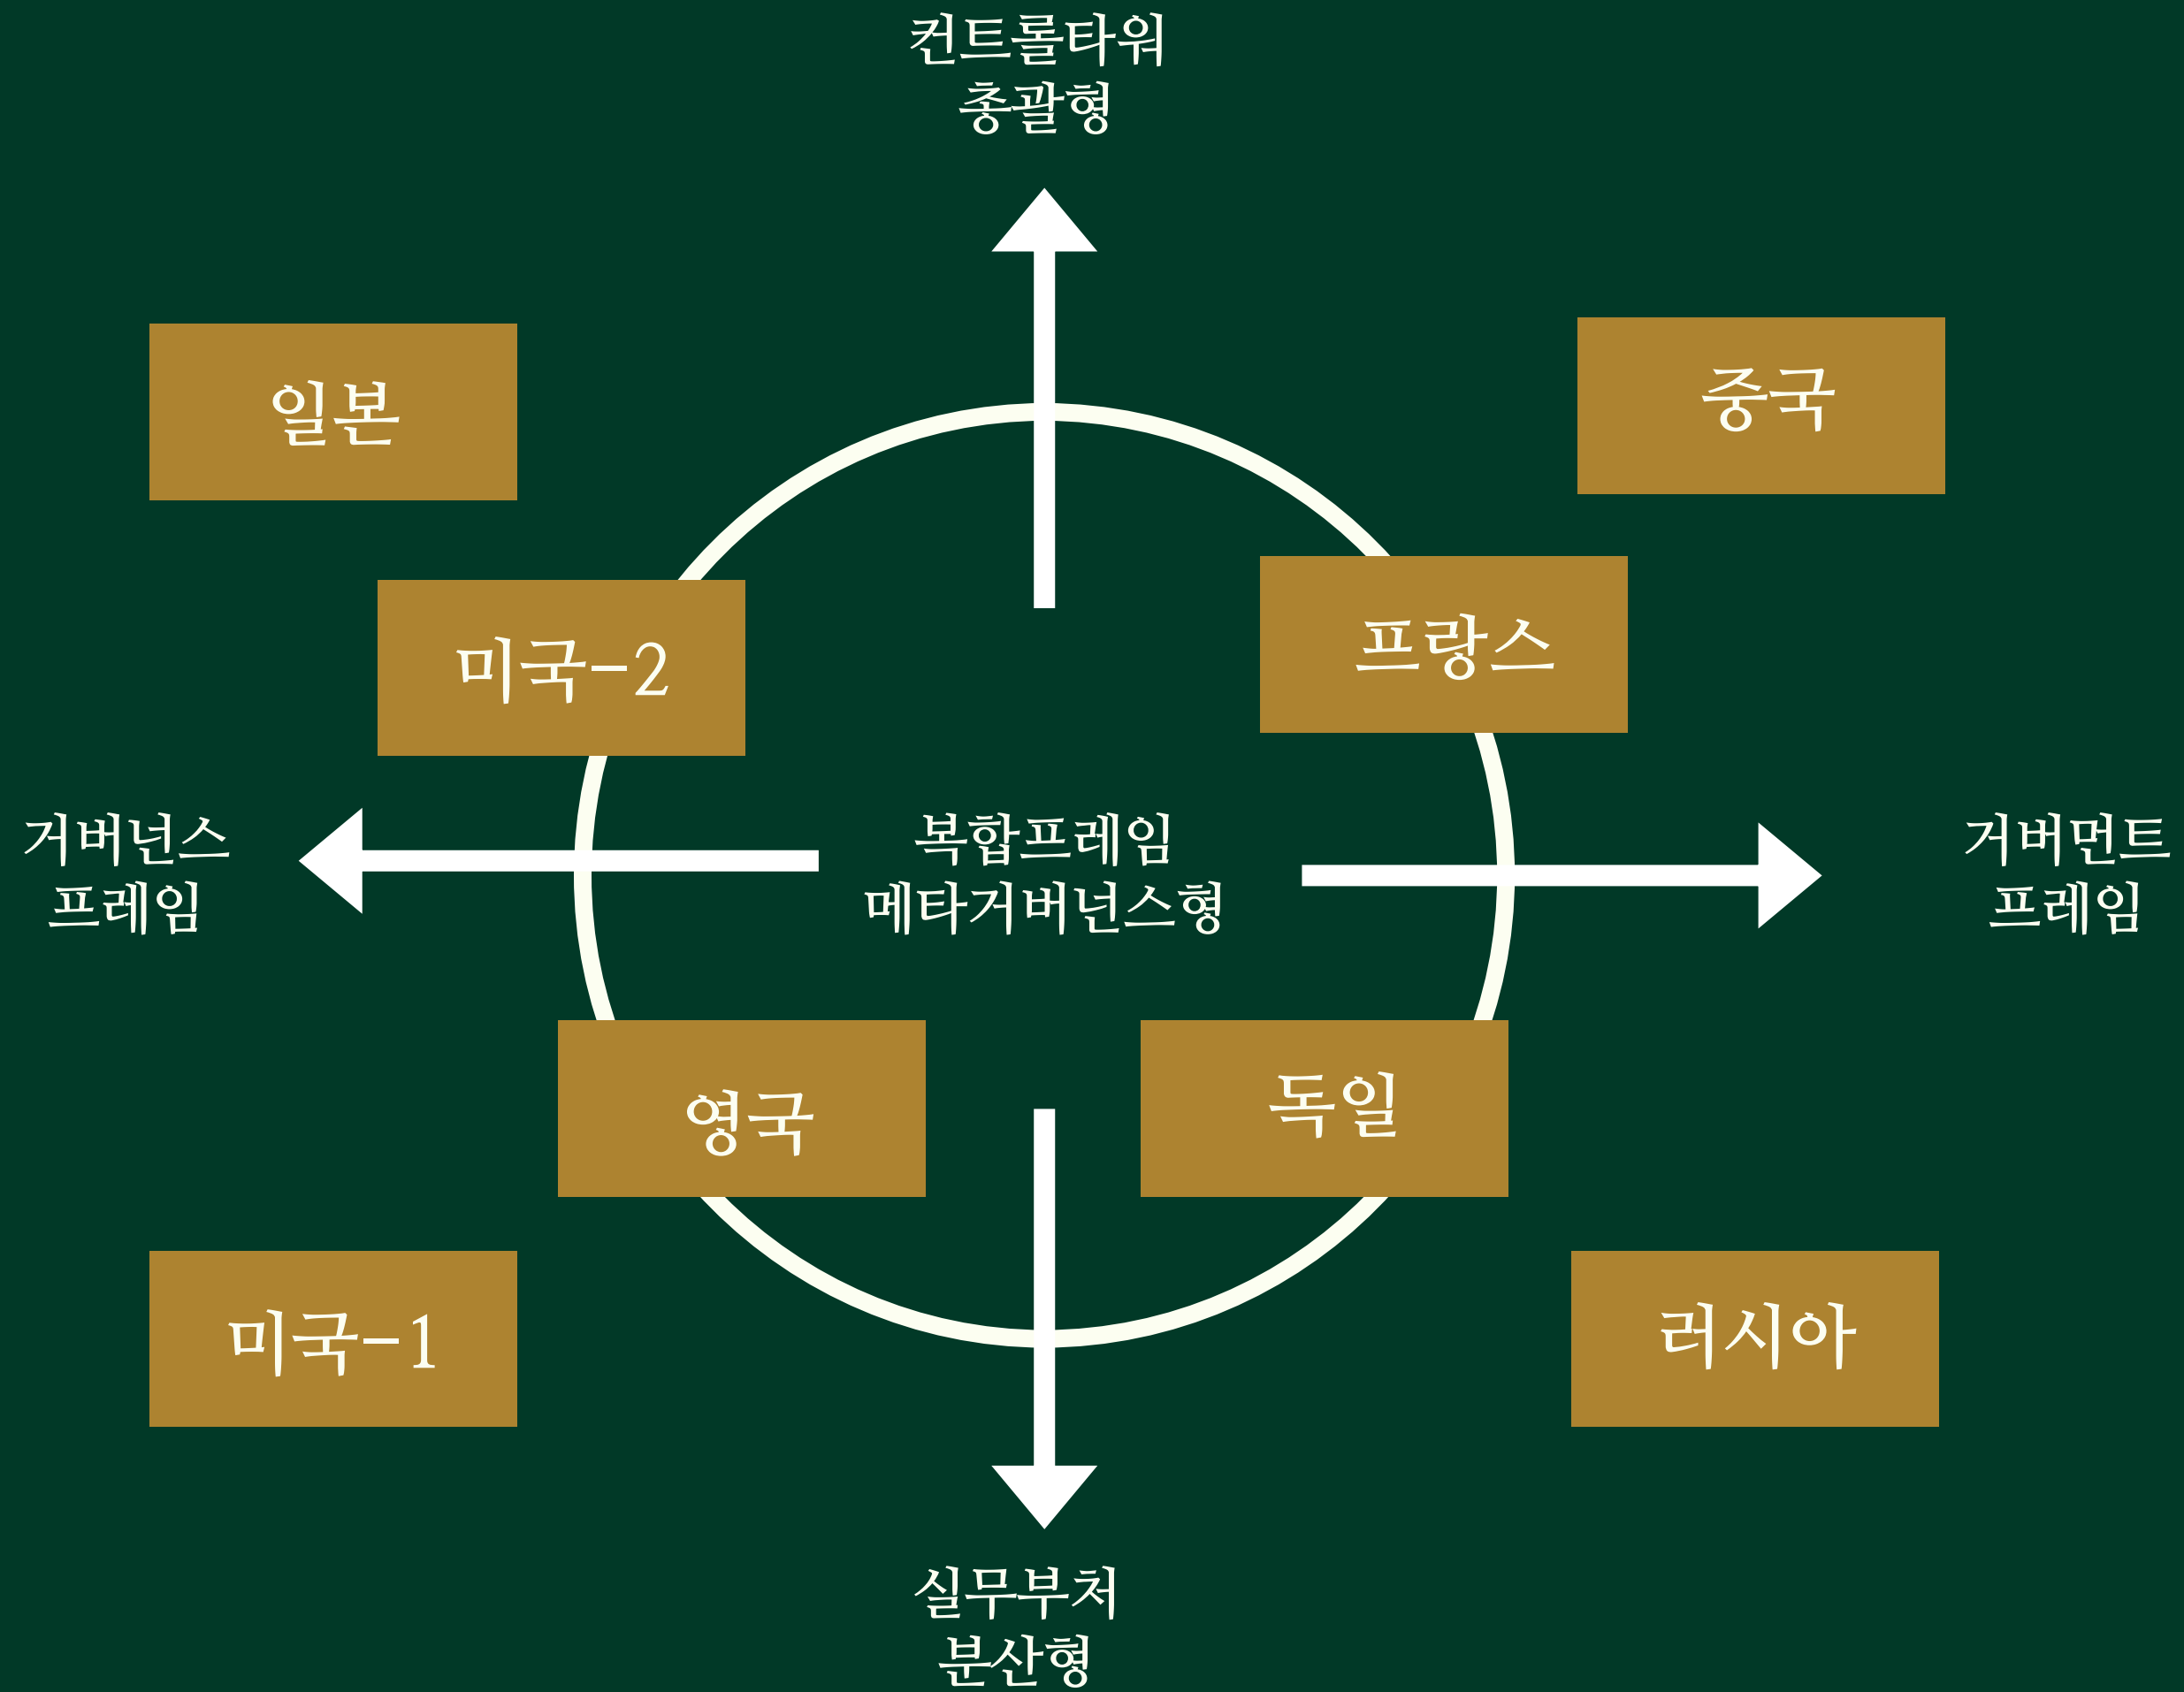 컨트롤타워
총괄형
일본
중국
미국-2
프랑스
거버넌스
프레임
복합프레임
메타거버넌스형
거버먼트
프레임
영국
독일
미국-1
러시아
실무부처
분산형